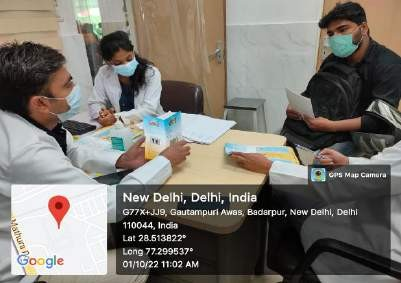 GPS Map Camera
New Delhi, Delhi, India
G77X+JJ9, Gautampuri Awas, Badarpur, New Delhi, Delhi
110044, India
Lat 28.513822°
Long 77.299537°
01/10/22 11:02 AM
Mathura
Google